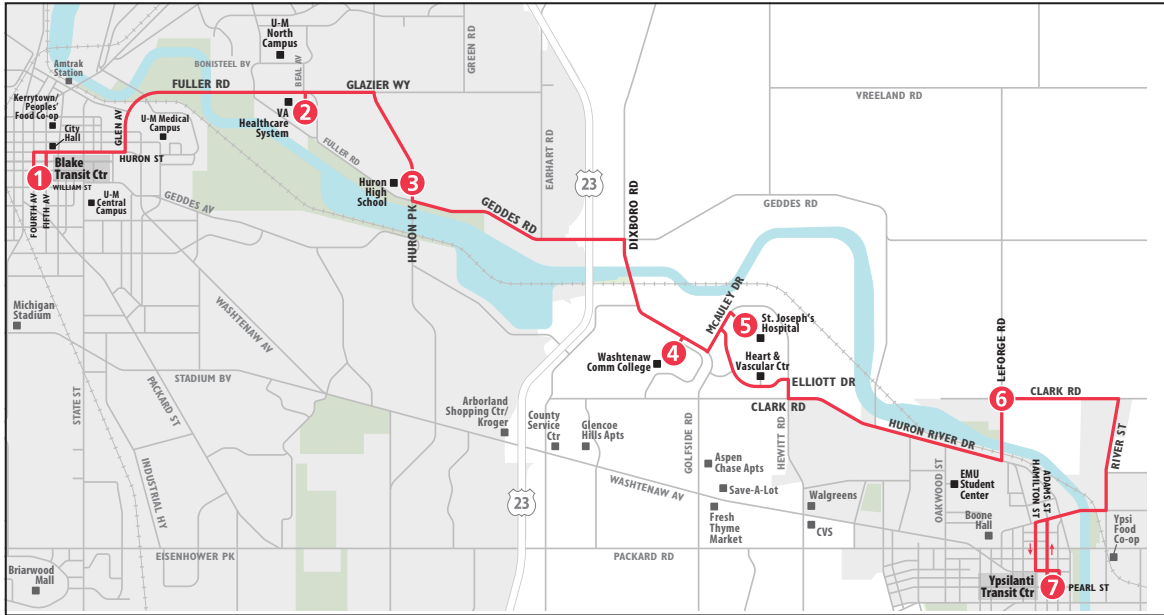 U-M
North
Campus
BONISTEEL BV
BEAL AV
GREEN RD
Amtrak
Station
FULLER RD
GLAZIER WY
VREELAND RD
Kerrytown/
Peoples'
Food Co-op
City
Hall
GLEN AV
U-M Medical
Campus
2
VA
Healthcare
System
FULLER RD
EARHART RD
23
DIXBORO RD
1
Blake
Transit Ctr
HURON ST
WILLIAM ST
FOURTH AV
FIFTH AV
U-M
Central
Campus
GEDDES AV
Huron
High
School
3
HURON PK
GEDDES RD
GEDDES RD
Michigan
Stadium
WASHTENAW AV
STADIUM BV
STATE ST
PACKARD ST
INDUSTRIAL HY
McAULEY DR
5
St. Joseph's
Hospital
4
Washtenaw
Comm College
Heart &
Vascular Ctr
ELLIOTT DR
CLARK RD
LeFORGE RD
6
CLARK RD
HURON RIVER DR
RIVER ST
Arborland
Shopping Ctr/
Kroger
County
Service
Ctr
Glencoe
Hills Apts
GOLFSIDE RD
HEWITT RD
Aspen
Chase Apts
Save-A-Lot
WASHTENAW AV
23
Fresh
Thyme
Market
Walgreens
CVS
OAKWOOD ST
EMU
Student
Center
Boone
Hall
HAMILTON ST
ADAMS ST
Ypsi
Food
Co-op
EISENHOWER PK
PACKARD RD
Briarwood
Mall
Ypsilanti
Transit Ctr
7
PEARL ST